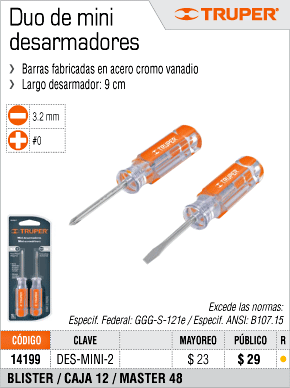 Duo de mini
desarmadores
TRUPER®
Barras fabricadas en acero cromo vanadio
Largo desarmador: 9 cm
3.2 mm
#0
TRUPER
Excede las normas:
Especif. Federal: GGG-S-121e / Especif. ANSI: B107.15
CÓDIGO CLAVE MAYOREO PÚBLICO R
14199 DES-MINI-2 $ 23 $ 29
BLISTER / CAJA 12 / MASTER 48